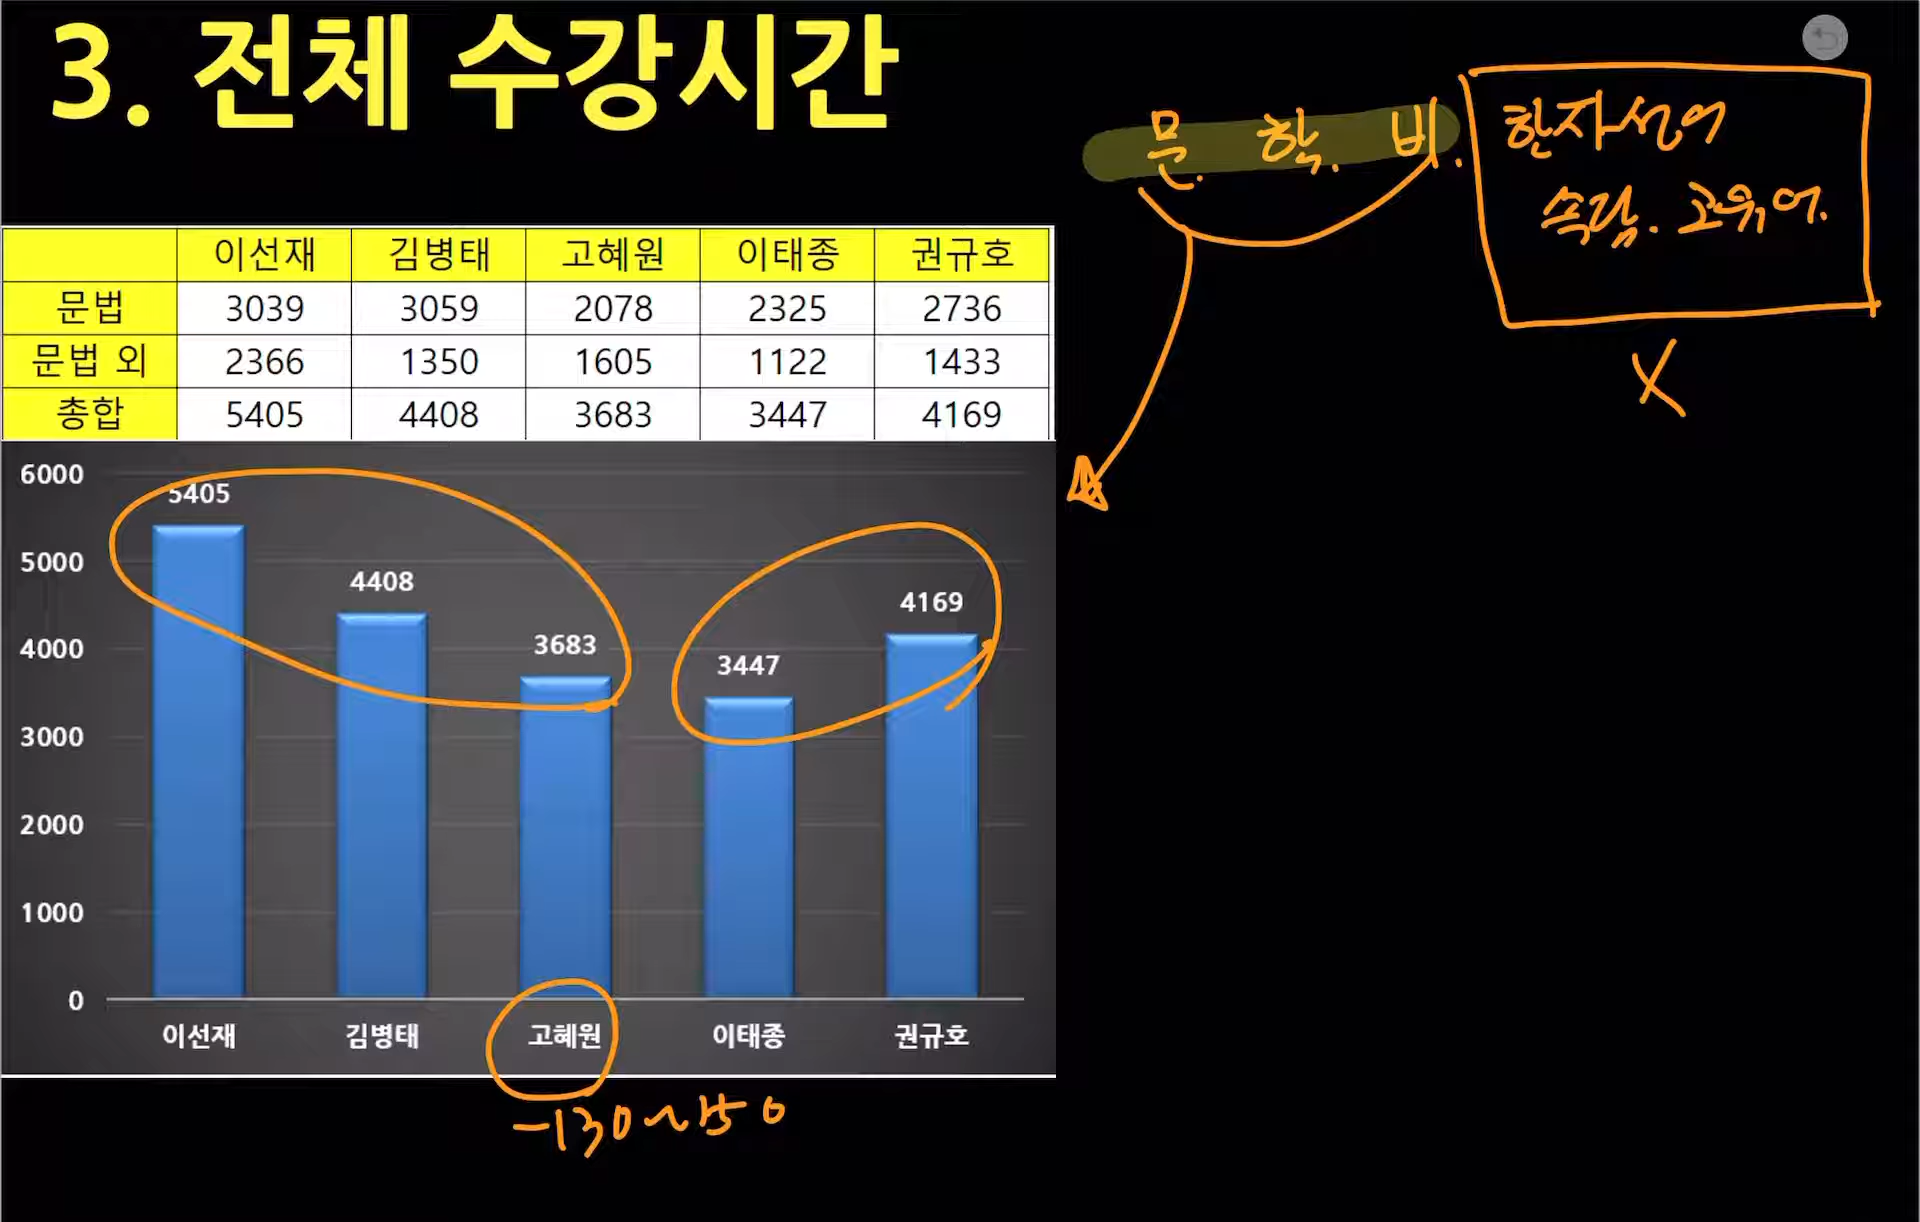 3. 전체 수강시간
문. 학. 비.
한자성어
속담. 고유어.
X
이선재 김병태 고혜원 이태종 권규호
문법 3039 3059 2078 2325 2736
문법 외 2366 1350 1605 1122 1433
총합 5405 4408 3683 3447 4169
6000
5000
4000
3000
2000
1000
0
5405 4408 3683 3447 4169
이선재 김병태 고혜원 이태종 권규호
-130~150